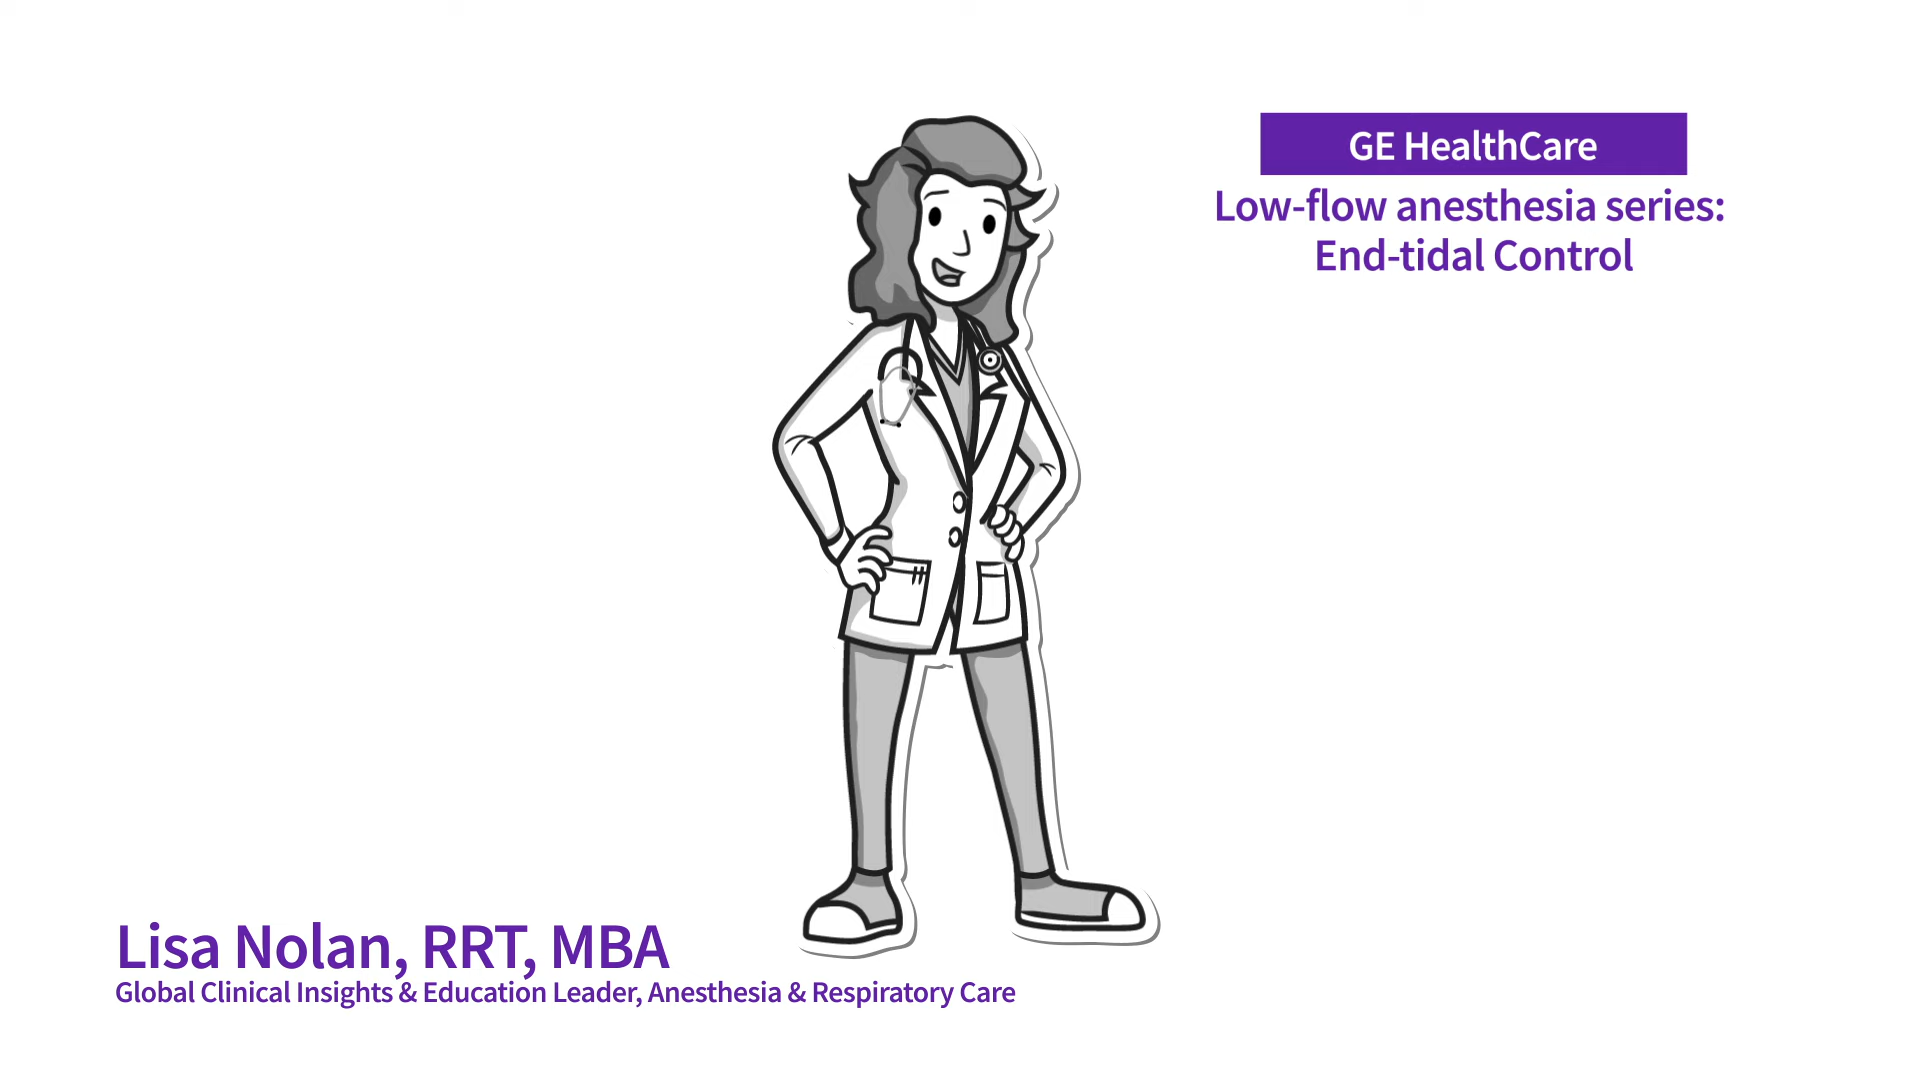 GE HealthCare
Low-flow anesthesia series:
End-tidal Control
Lisa Nolan, RRT, MBA
Global Clinical Insights & Education Leader, Anesthesia & Respiratory Care